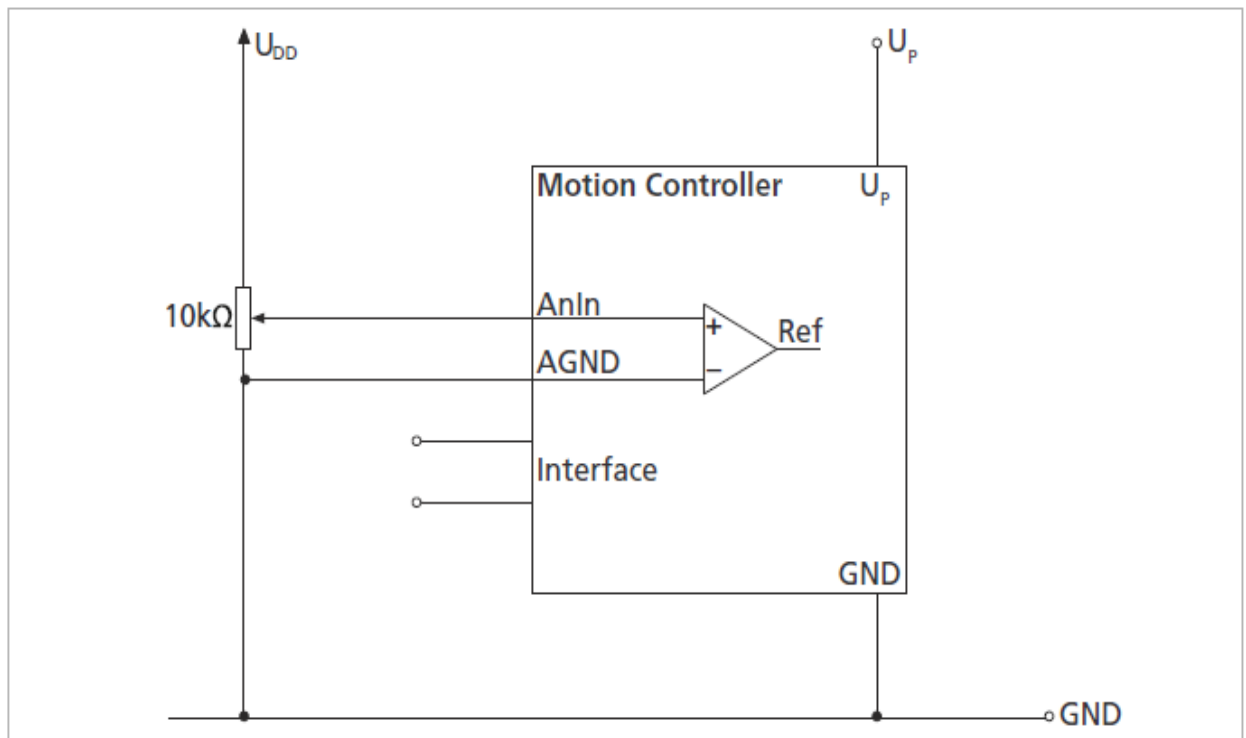 U_DD
U_P
Motion Controller
U_P
AnIn
10kΩ
+
Ref
AGND
−
Interface
GND
GND